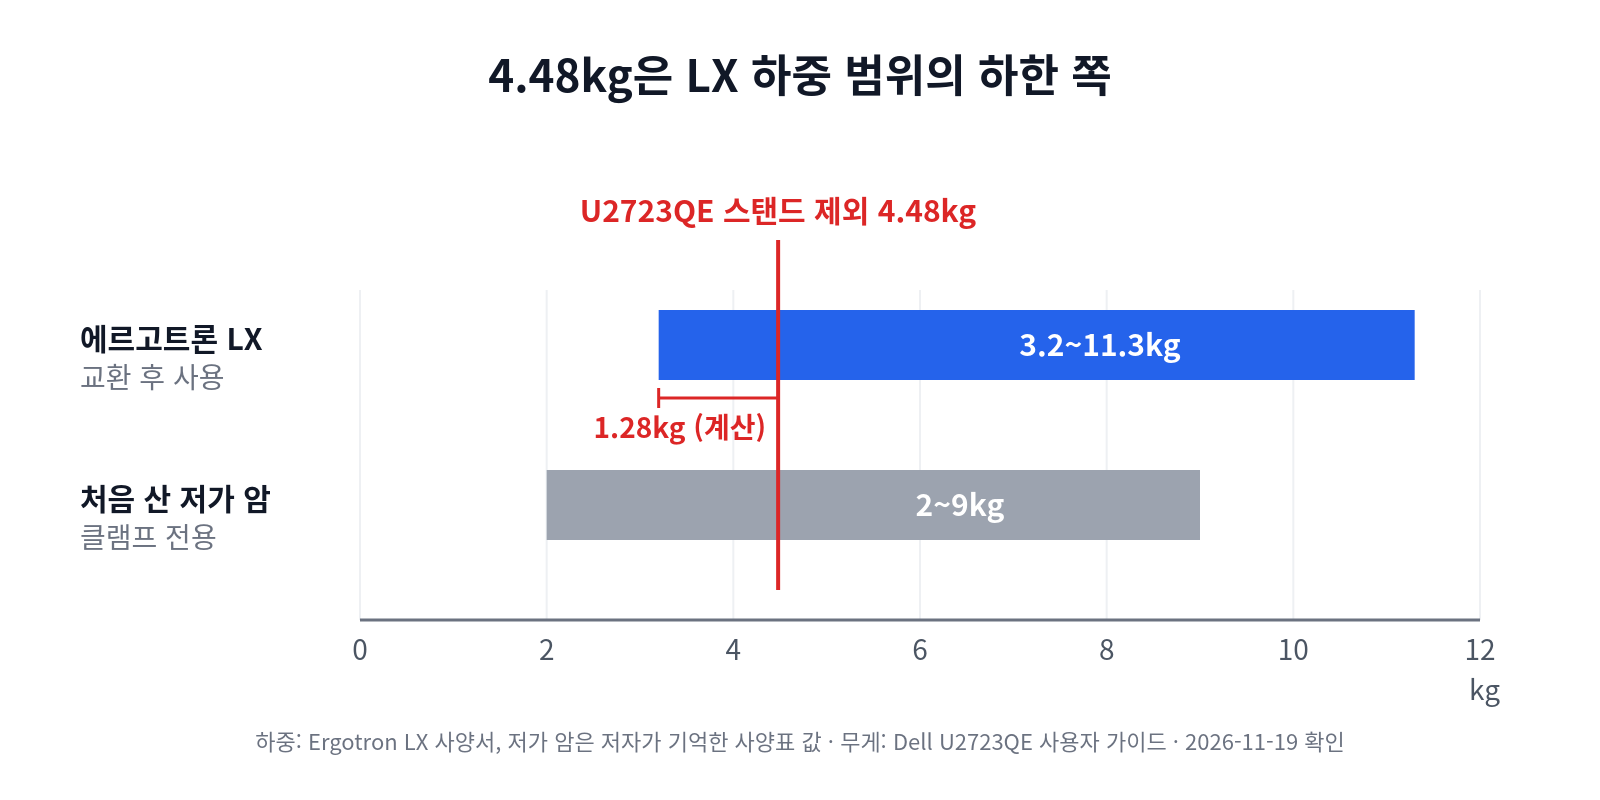 4.48kg은 LX 하중 범위의 하한 쪽
U2723QE 스탠드 제외 4.48kg
에르고트론 LX
교환 후 사용
3.2~11.3kg
1.28kg (계산)
처음 산 저가 암
클램프 전용
2~9kg
0 2 4 6 8 10 12
kg
하중: Ergotron LX 사양서, 저가 암은 저자가 기억한 사양표 값 · 무게: Dell U2723QE 사용자 가이드 · 2026-11-19 확인